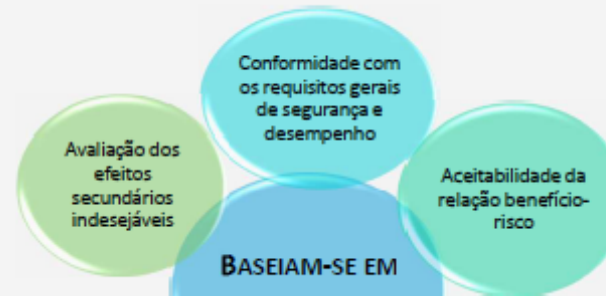 Conformidade com
os requisitos gerais
de segurança e
desempenho
Avaliação dos
efeitos
secundários
indesejáveis
Aceitabilidade da
relação benefício-
risco
BASEIAM-SE EM